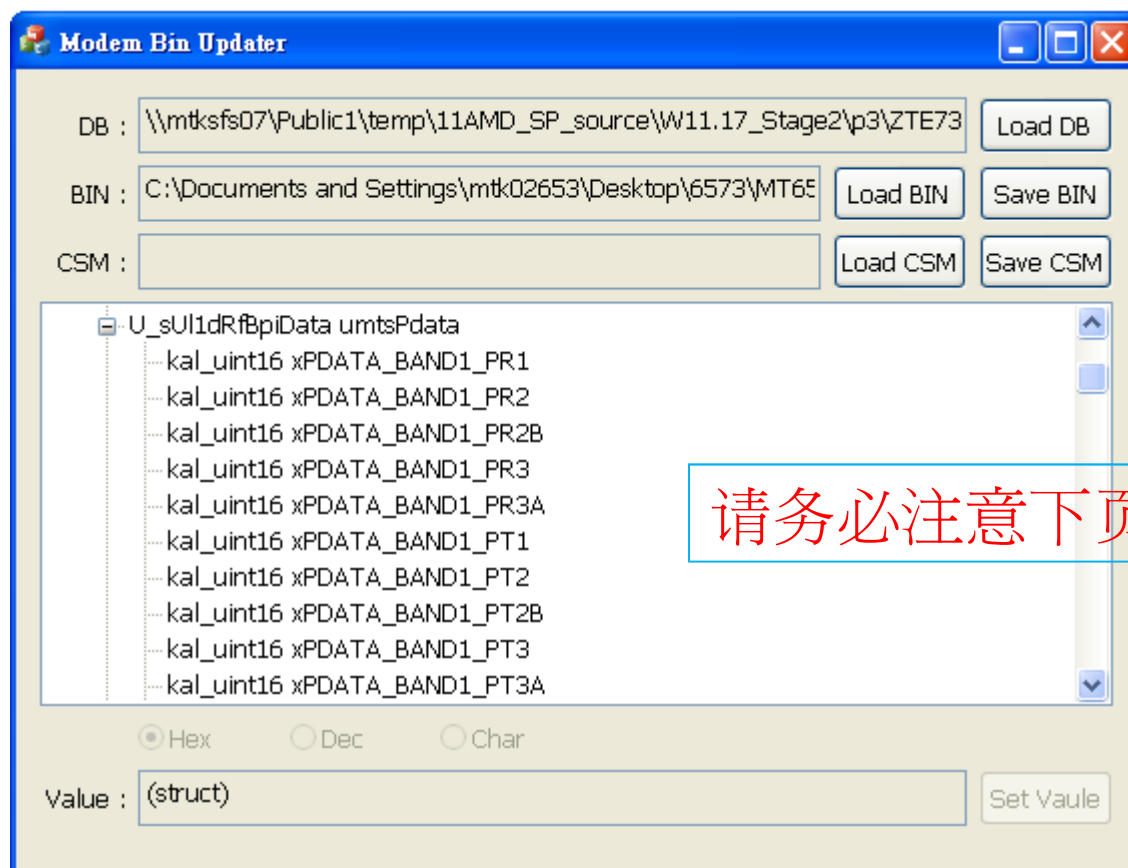 Modem Bin Updater
DB : \\mtksfs07\Public1\temp\11AMD_SP_source\W11.17_Stage2\p3\ZTE73 Load DB
BIN : C:\Documents and Settings\mtk02653\Desktop\6573\MT65 Load BIN Save BIN
CSM : Load CSM Save CSM
U_sUl1dRfBpiData umtsPdata
kal_uint16 xPDATA_BAND1_PR1
kal_uint16 xPDATA_BAND1_PR2
kal_uint16 xPDATA_BAND1_PR2B
kal_uint16 xPDATA_BAND1_PR3
kal_uint16 xPDATA_BAND1_PR3A
请务必注意下页
kal_uint16 xPDATA_BAND1_PT1
kal_uint16 xPDATA_BAND1_PT2
kal_uint16 xPDATA_BAND1_PT2B
kal_uint16 xPDATA_BAND1_PT3
kal_uint16 xPDATA_BAND1_PT3A
Hex Dec Char
Value : (struct) Set Vaule